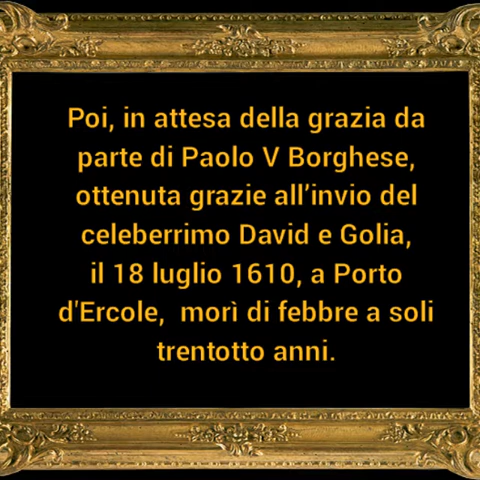 Poi, in attesa della grazia da
parte di Paolo V Borghese,
ottenuta grazie all’invio del
celeberrimo David e Golia,
il 18 luglio 1610, a Porto
d'Ercole,  morì di febbre a soli
trentotto anni.